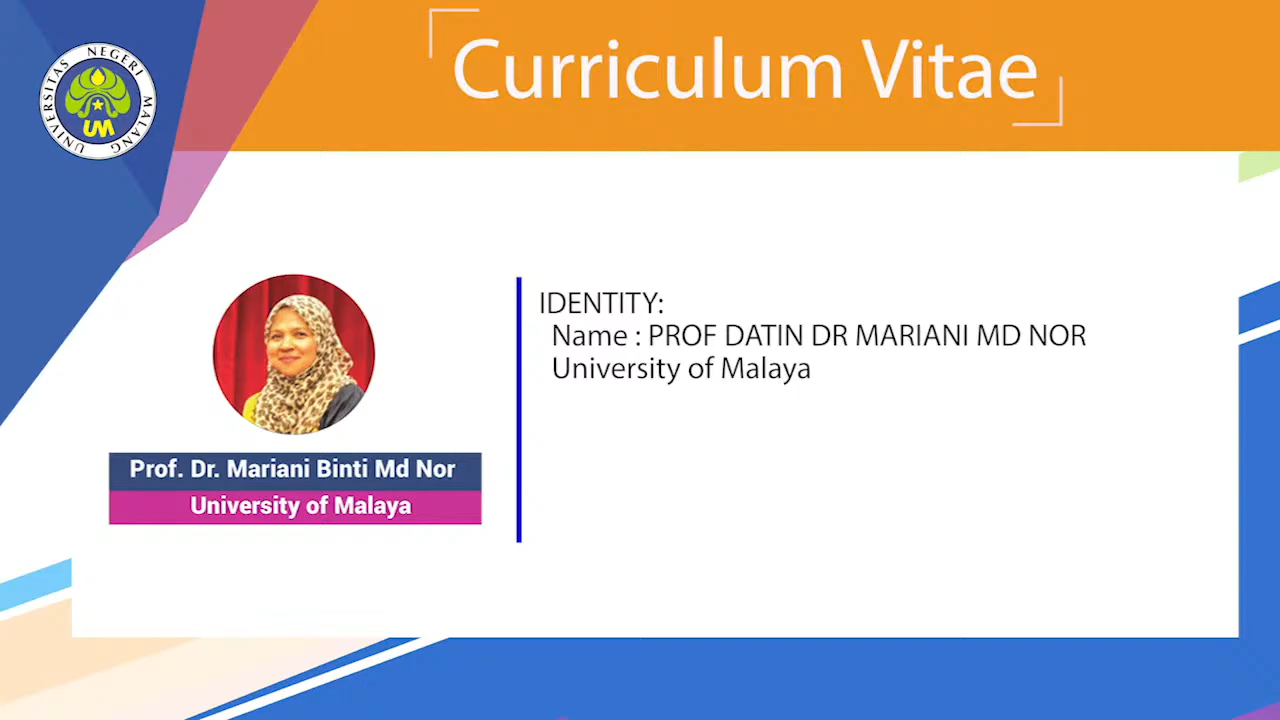 UNIVERSITAS NEGERI MALANG
UM
Curriculum Vitae
IDENTITY:
Name : PROF DATIN DR MARIANI MD NOR
University of Malaya
Prof. Dr. Mariani Binti Md Nor
University of Malaya